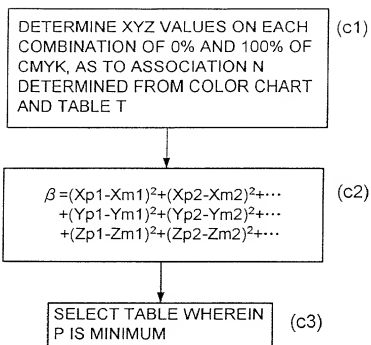 DETERMINE XYZ VALUES ON EACH
COMBINATION OF 0% AND 100% OF
CMYK, AS TO ASSOCIATION N
DETERMINED FROM COLOR CHART
AND TABLE T
(c1)
β=(Xp1-Xm1)²+(Xp2-Xm2)²+⋯
+(Yp1-Ym1)²+(Yp2-Ym2)²+⋯
+(Zp1-Zm1)²+(Zp2-Zm2)²+⋯
(c2)
SELECT TABLE WHEREIN
P IS MINIMUM
(c3)